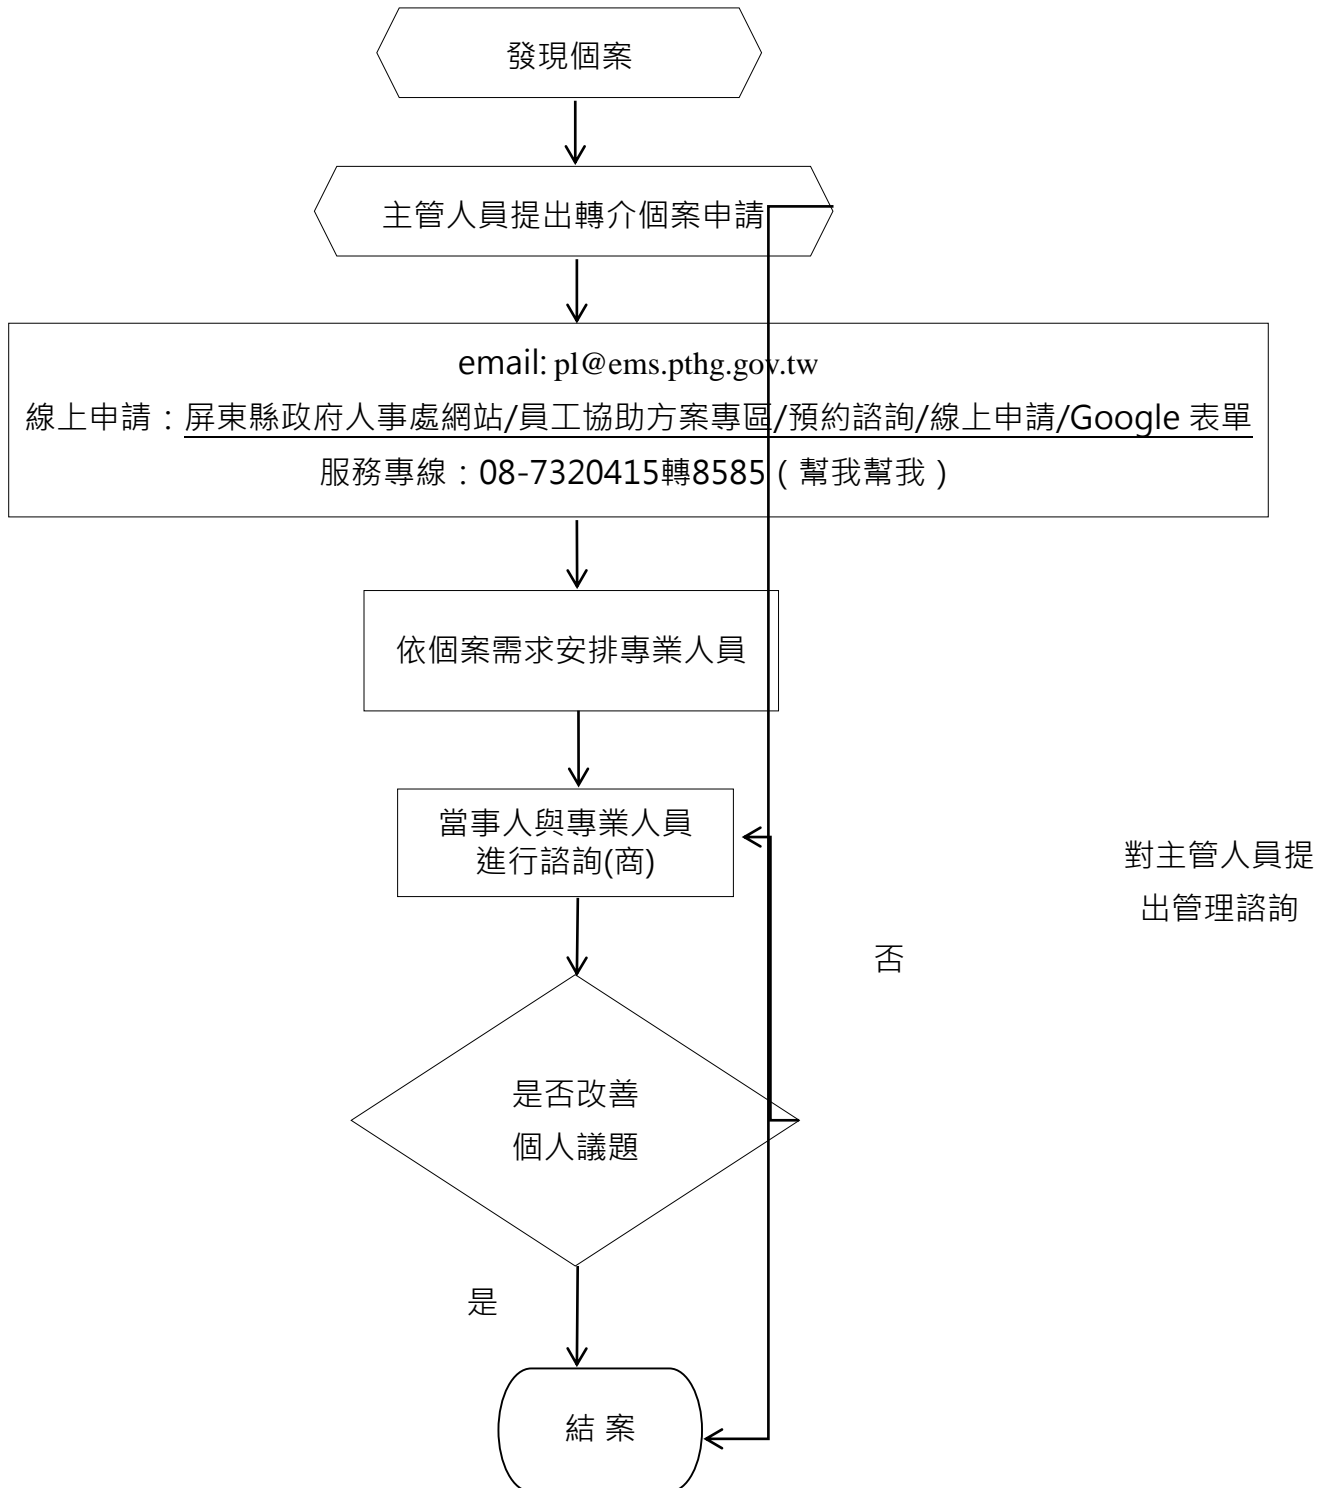 發現個案
主管人員提出轉介個案申請
email: pl@ems.pthg.gov.tw
線上申請：屏東縣政府人事處網站/員工協助方案專區/預約諮詢/線上申請/Google 表單
服務專線：08-7320415轉8585（幫我幫我）
依個案需求安排專業人員
當事人與專業人員
進行諮詢(商)
對主管人員提
出管理諮詢
否
是否改善
個人議題
是
結 案